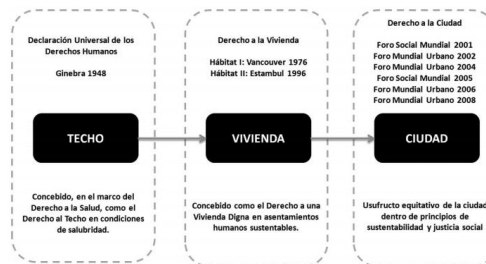 Declaración Universal de los
Derechos Humanos
Ginebra 1948
TECHO
Concebido, en el marco del
Derecho a la Salud, como el
Derecho al Techo en condiciones
de salubridad.
Derecho a la Vivienda
Hábitat I: Vancouver 1976
Hábitat II: Estambul 1996
VIVIENDA
Concebido como el Derecho a una
Vivienda Digna en asentamientos
humanos sustentables.
Derecho a la Ciudad
Foro Social Mundial 2001
Foro Mundial Urbano 2002
Foro Mundial Urbano 2004
Foro Social Mundial 2005
Foro Mundial Urbano 2006
Foro Mundial Urbano 2008
CIUDAD
Usufructo equitativo de la ciudad
dentro de principios de
sustentabilidad y justicia social